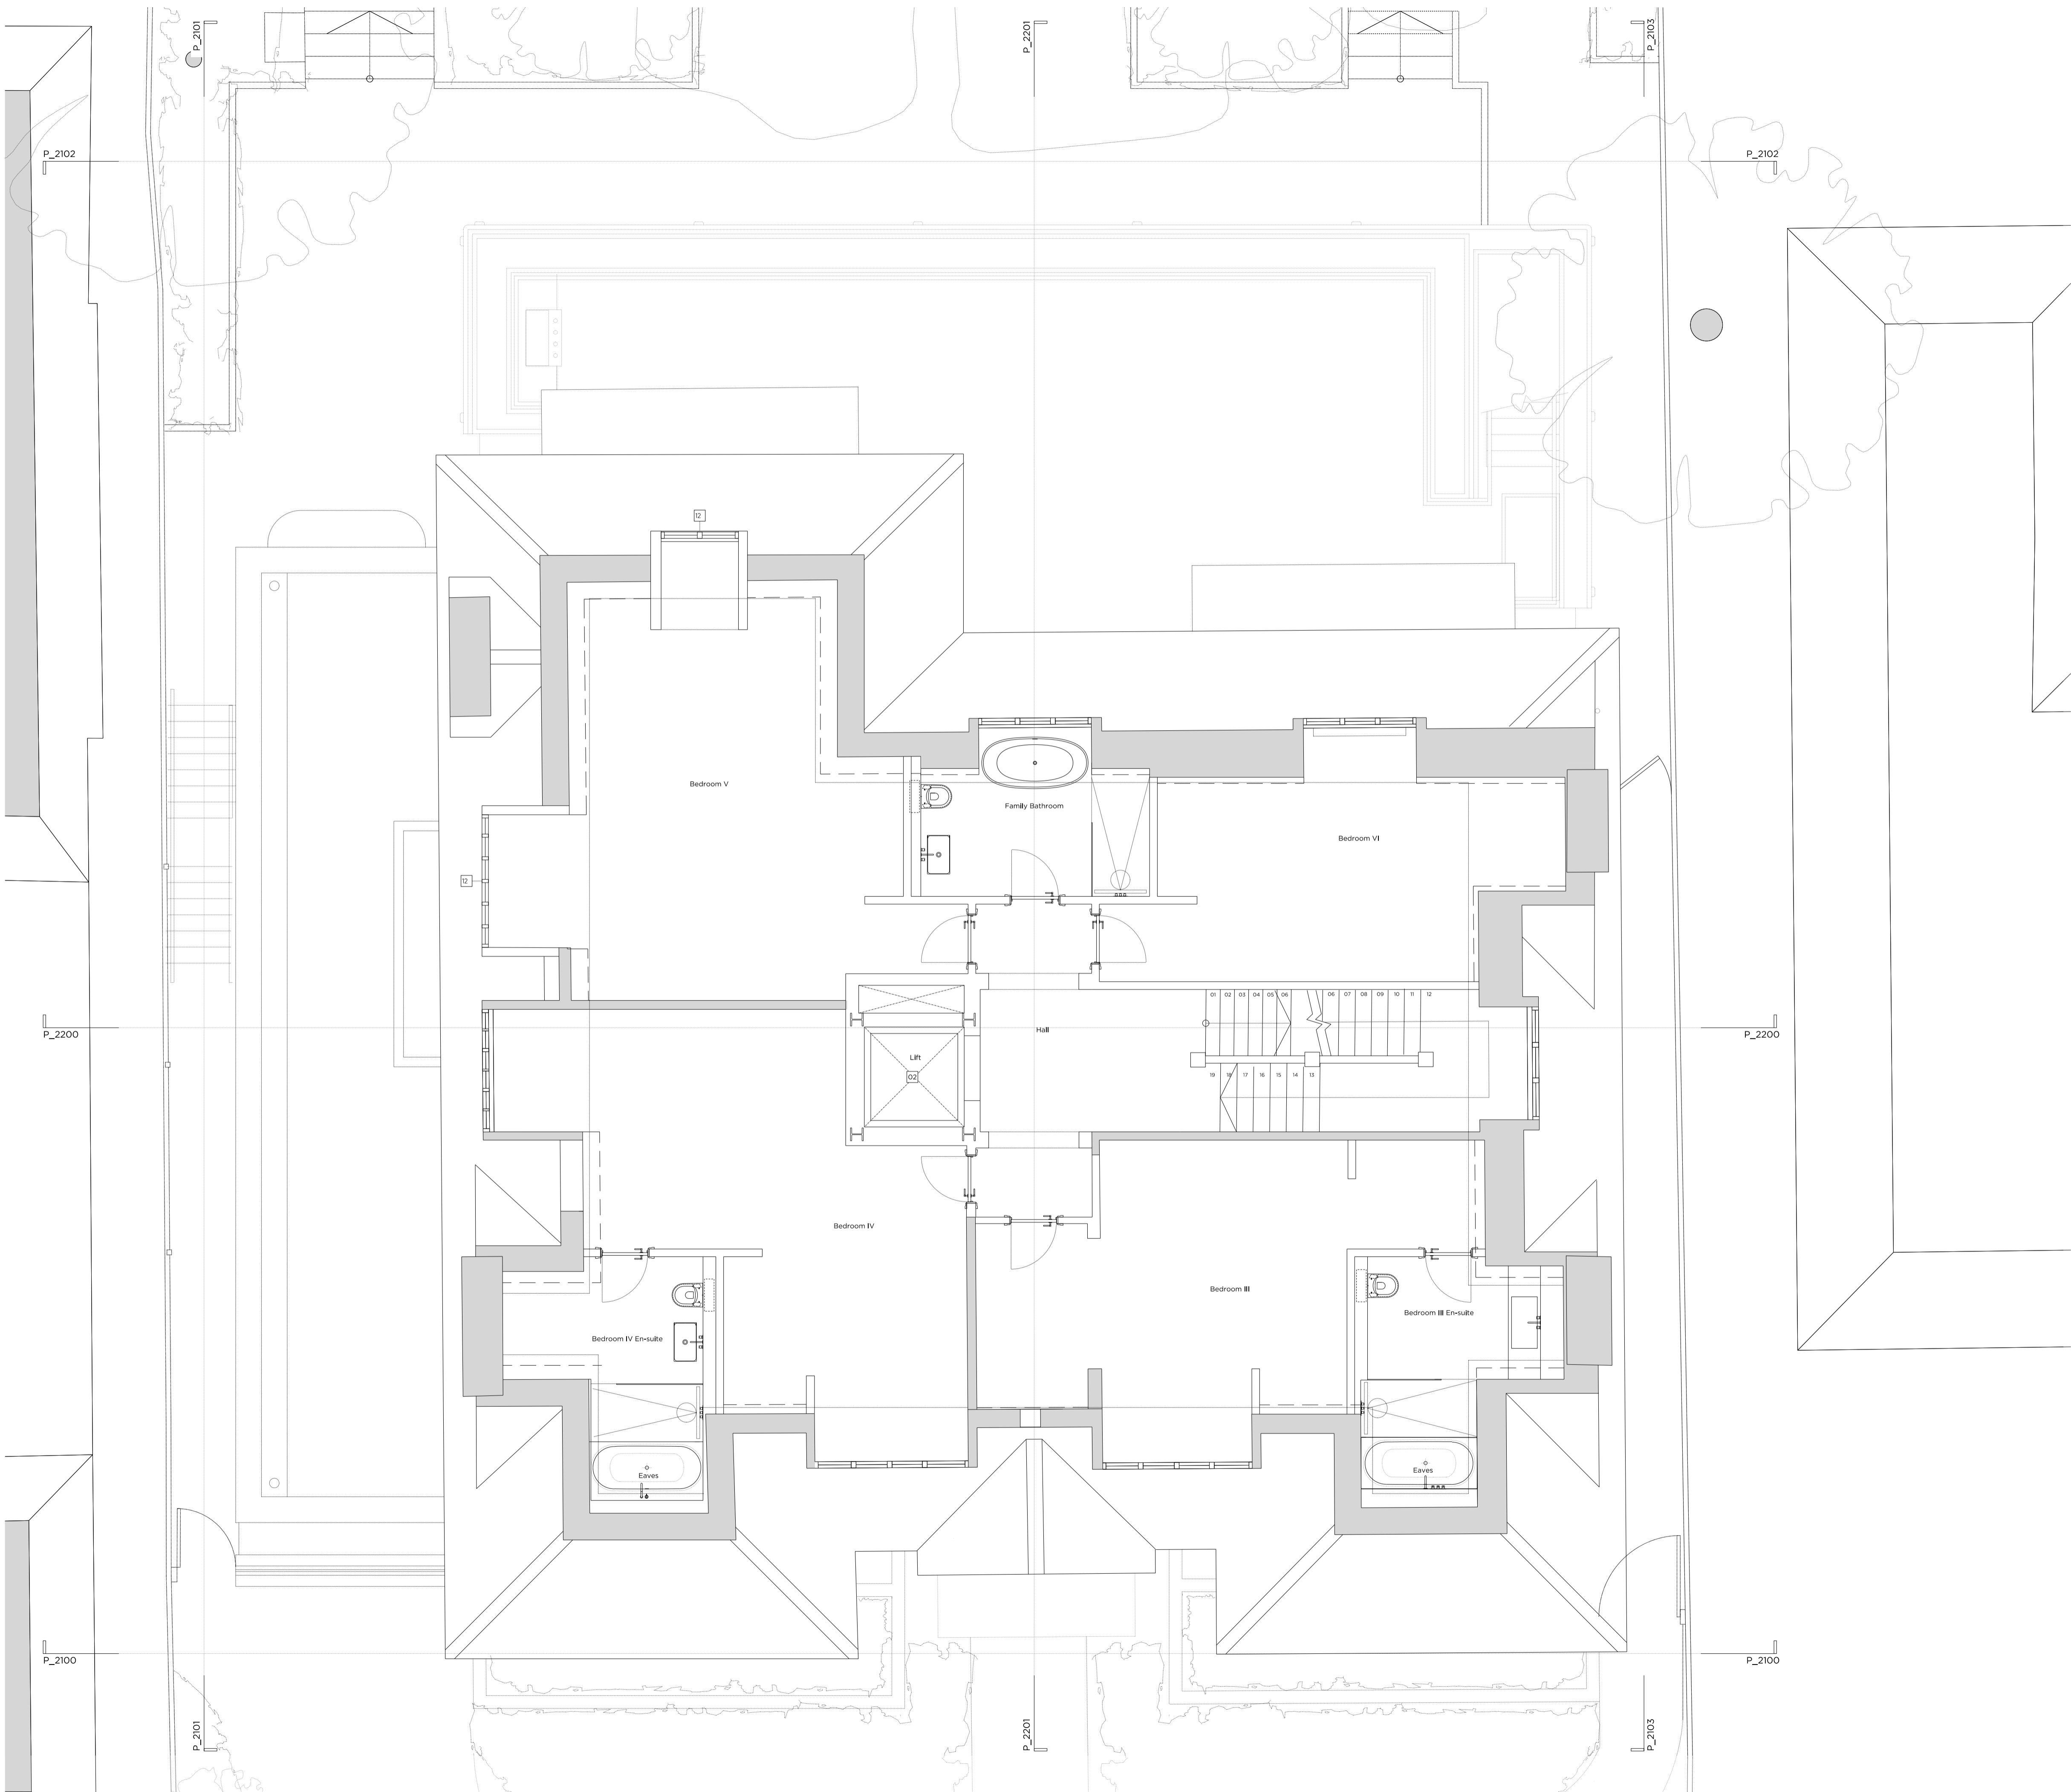 P_2101
P_2201
P_2103
P_2102
P_2102
12
Bedroom V
Family Bathroom
Bedroom VI
12
01 02 03 04 05 06 06 07 08 09 10 11 12
P_2200
Hall
P_2200
Lift
02
19 18 17 16 15 14 13
Bedroom IV
Bedroom III
Bedroom III En-suite
Bedroom IV En-suite
Eaves
Eaves
P_2100
P_2100
P_2101
P_2201
P_2103